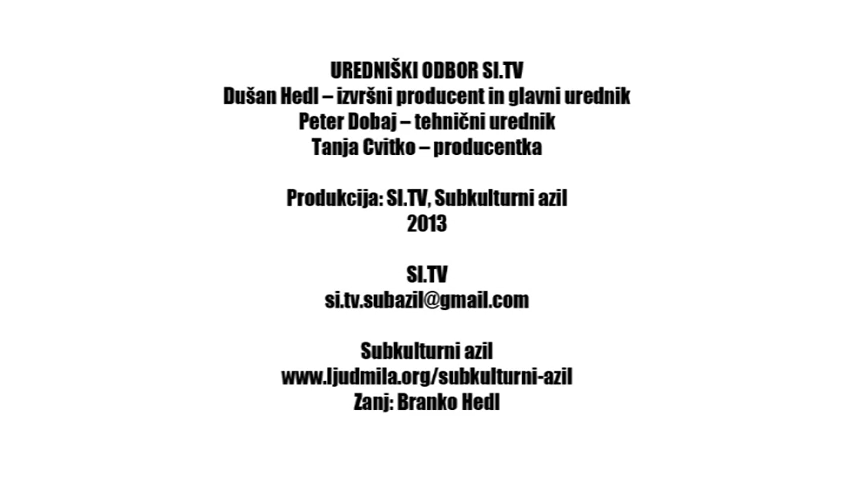 UREDNIŠKI ODBOR SI.TV
Dušan Hedl – izvršni producent in glavni urednik
Peter Dobaj – tehnični urednik
Tanja Cvitko – producentka
Produkcija: SI.TV, Subkulturni azil
2013
SI.TV
si.tv.subazil@gmail.com
Subkulturni azil
www.ljudmila.org/subkulturni-azil
Zanj: Branko Hedl